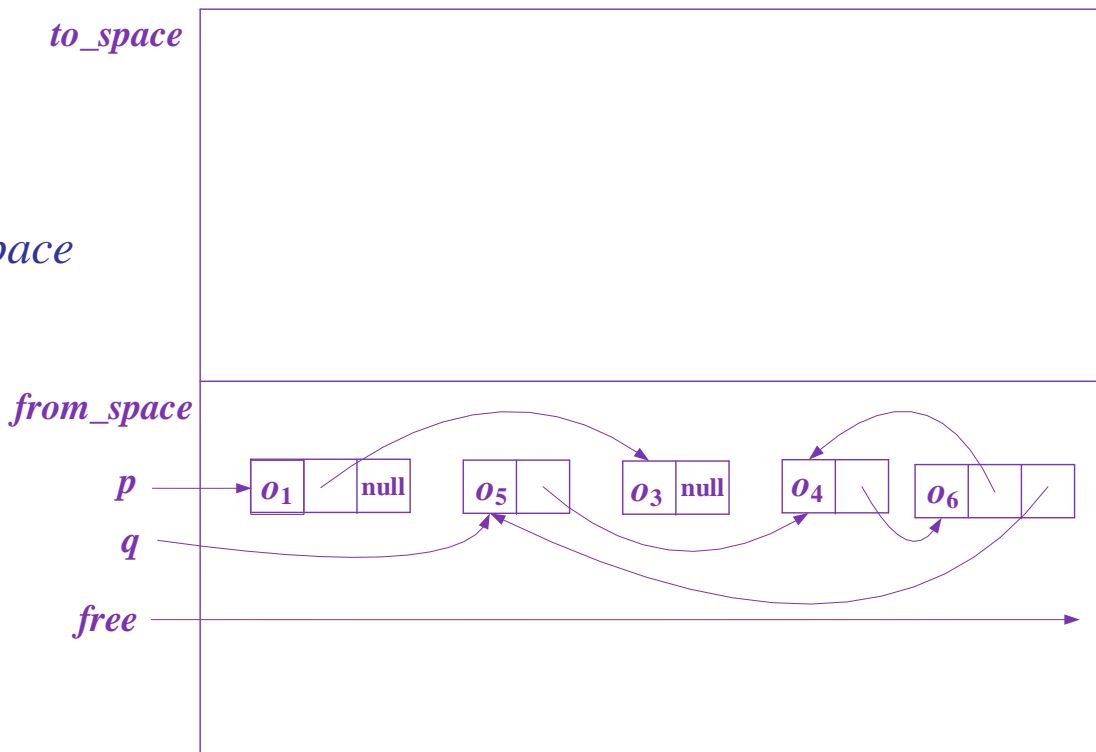 to_space
pace
from_space
p o1 null o5 o3 null o4 o6
q
free